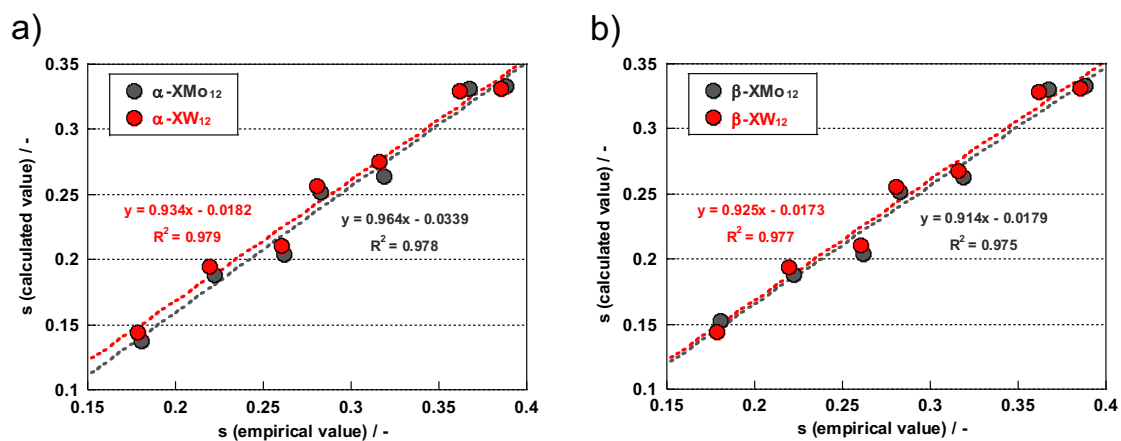 a)
s (calculated value) / -
0.35
0.3
0.25
0.2
0.15
0.1
α-XMo₁₂
α-XW₁₂
y = 0.934x - 0.0182
R² = 0.979
y = 0.964x - 0.0339
R² = 0.978
0.15 0.2 0.25 0.3 0.35 0.4
s (empirical value) / -
b)
s (calculated value) / -
0.35
0.3
0.25
0.2
0.15
0.1
β-XMo₁₂
β-XW₁₂
y = 0.925x - 0.0173
R² = 0.977
y = 0.914x - 0.0179
R² = 0.975
0.15 0.2 0.25 0.3 0.35 0.4
s (empirical value) / -